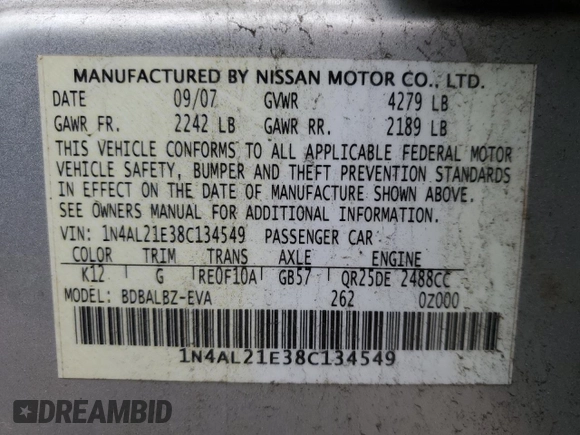 MANUFACTURED BY NISSAN MOTOR CO., LTD.
DATE 09/07 GVWR 4279 LB
GAWR FR. 2242 LB GAWR RR. 2189 LB
THIS VEHICLE CONFORMS TO ALL APPLICABLE FEDERAL MOTOR
VEHICLE SAFETY, BUMPER AND THEFT PREVENTION STANDARDS
IN EFFECT ON THE DATE OF MANUFACTURE SHOWN ABOVE.
SEE OWNERS MANUAL FOR ADDITIONAL INFORMATION.
VIN: 1N4AL21E38C134549 PASSENGER CAR
COLOR TRIM TRANS AXLE ENGINE
K12 G RE0F10A GB57 QR25DE 2488CC
MODEL: BDBALBZ-EVA 262 0Z000
1N4AL21E38C134549
DREAMBID